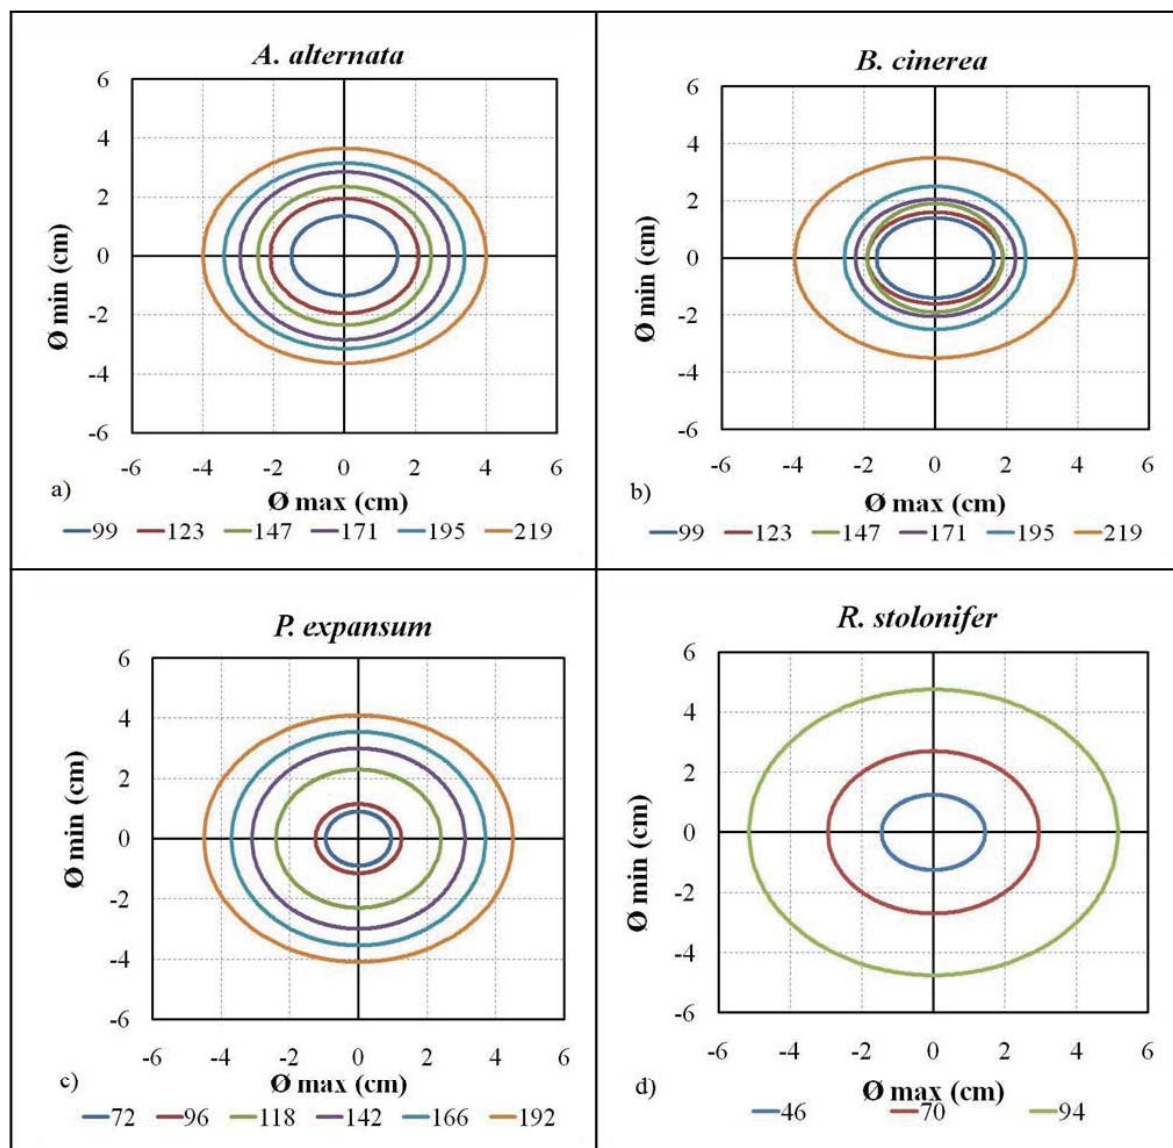 A. alternata
6
4
2
0
-2
-4
-6
Ø min (cm)
-6 -4 -2 0 2 4 6
a)
Ø max (cm)
99 123 147 171 195 219
B. cinerea
6
4
2
0
-2
-4
-6
Ø min (cm)
-6 -4 -2 0 2 4 6
b)
Ø max (cm)
99 123 147 171 195 219
P. expansum
6
4
2
0
-2
-4
-6
Ø min (cm)
-6 -4 -2 0 2 4 6
c)
Ø max (cm)
72 96 118 142 166 192
R. stolonifer
6
4
2
0
-2
-4
-6
Ø min (cm)
-6 -4 -2 0 2 4 6
d)
Ø max (cm)
46 70 94